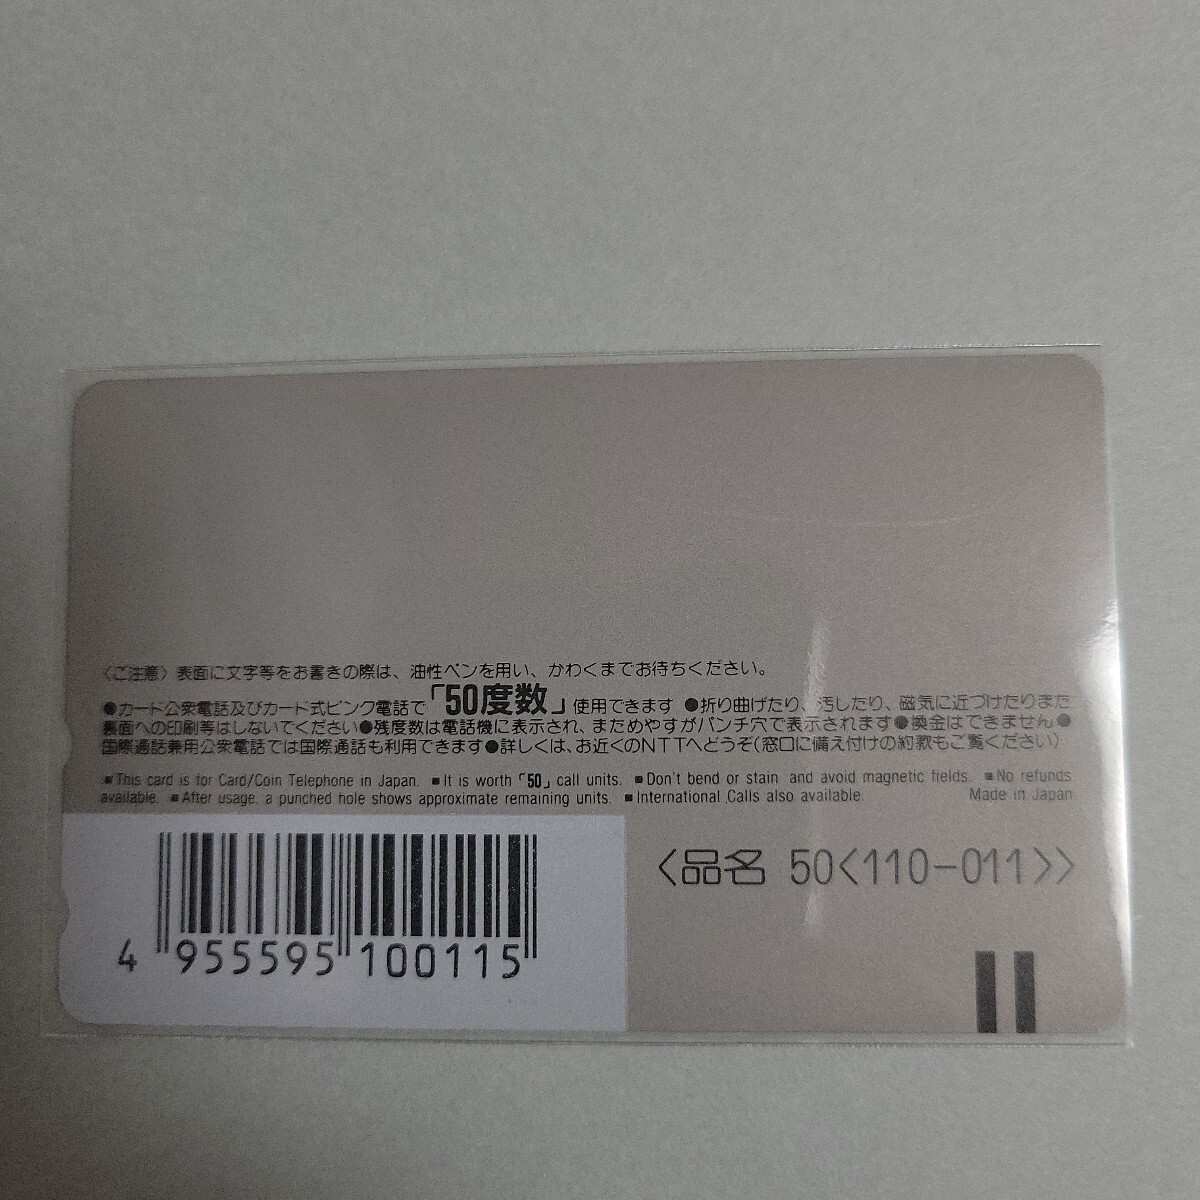 〈ご注意〉表面に文字等をお書きの際は、油性ペンを用い、かわくまでお待ちください。
●カード公衆電話及びカード式ピンク電話で「50度数」使用できます ●折り曲げたり、汚したり、磁気に近づけたりまた
裏面への印刷等はしないでください●残度数は電話機に表示され、まためやすがパンチ穴で表示されます●換金はできません●
国際通話兼用公衆電話では国際通話も利用できます●詳しくは、お近くのNTTへどうぞ(窓口に備え付けの約款もご覧ください)
■This card is for Card/Coin Telephone in Japan. ■It is worth「50」call units. ■Don't bend or stain and avoid magnetic fields. ■No refunds
available. ■After usage, a punched hole shows approximate remaining units. ■International Calls also available. Made in Japan
〈品名 50〈110-011〉〉
4 955595 100115